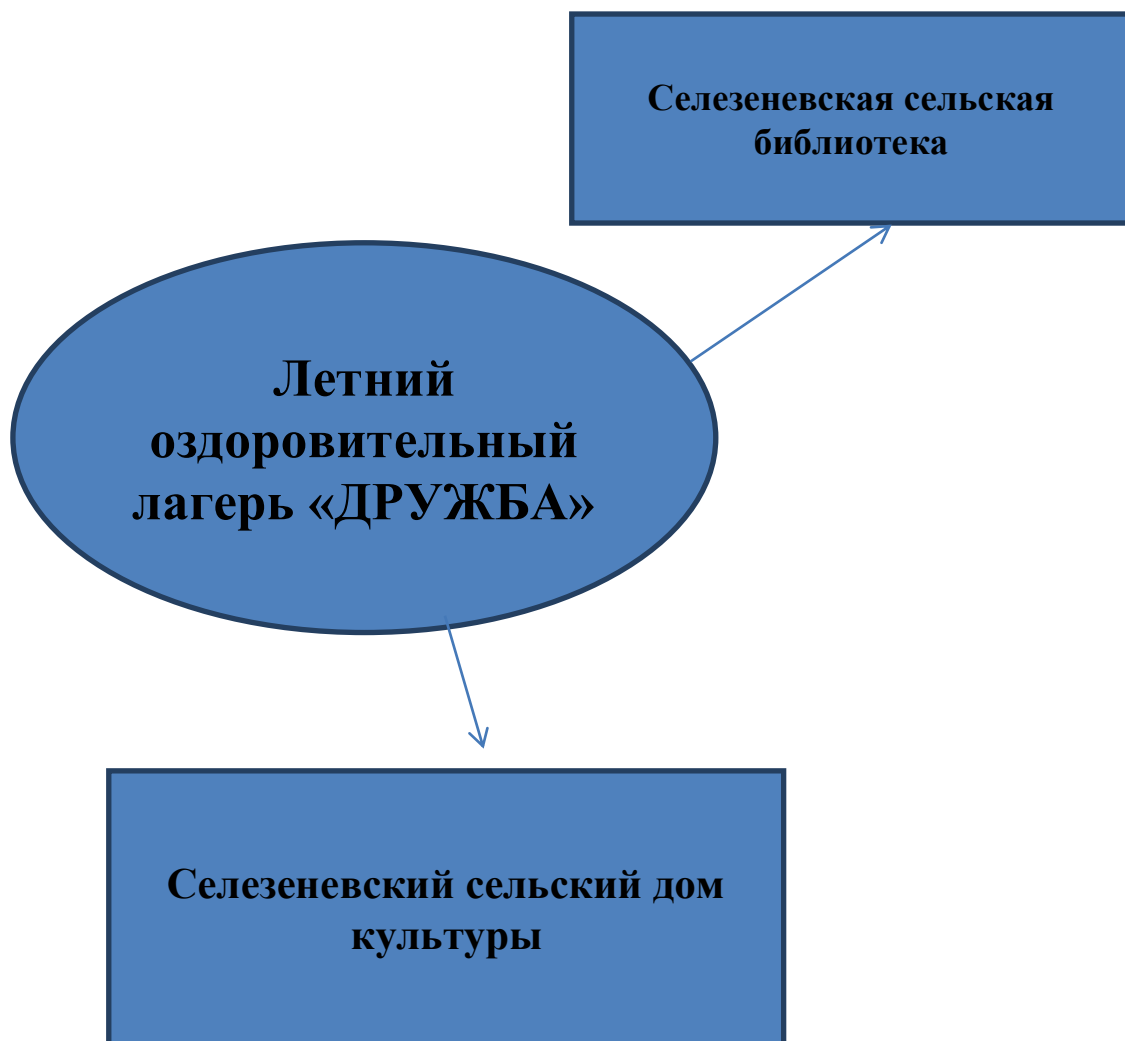 Селезеневская сельская
библиотека
Летний
оздоровительный
лагерь «ДРУЖБА»
Селезеневский сельский дом
культуры